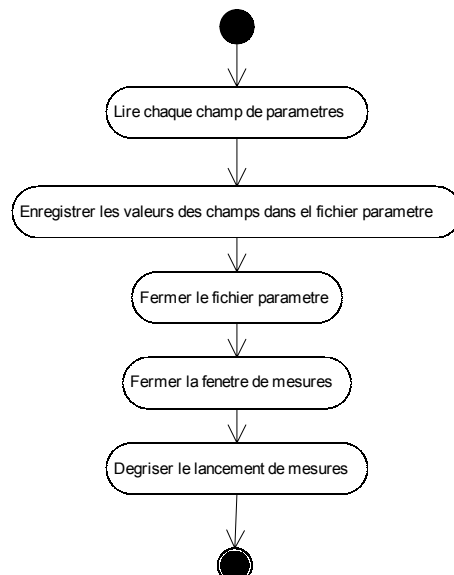 Lire chaque champ de parametres
Enregistrer les valeurs des champs dans el fichier parametre
Fermer le fichier parametre
Fermer la fenetre de mesures
Degriser le lancement de mesures